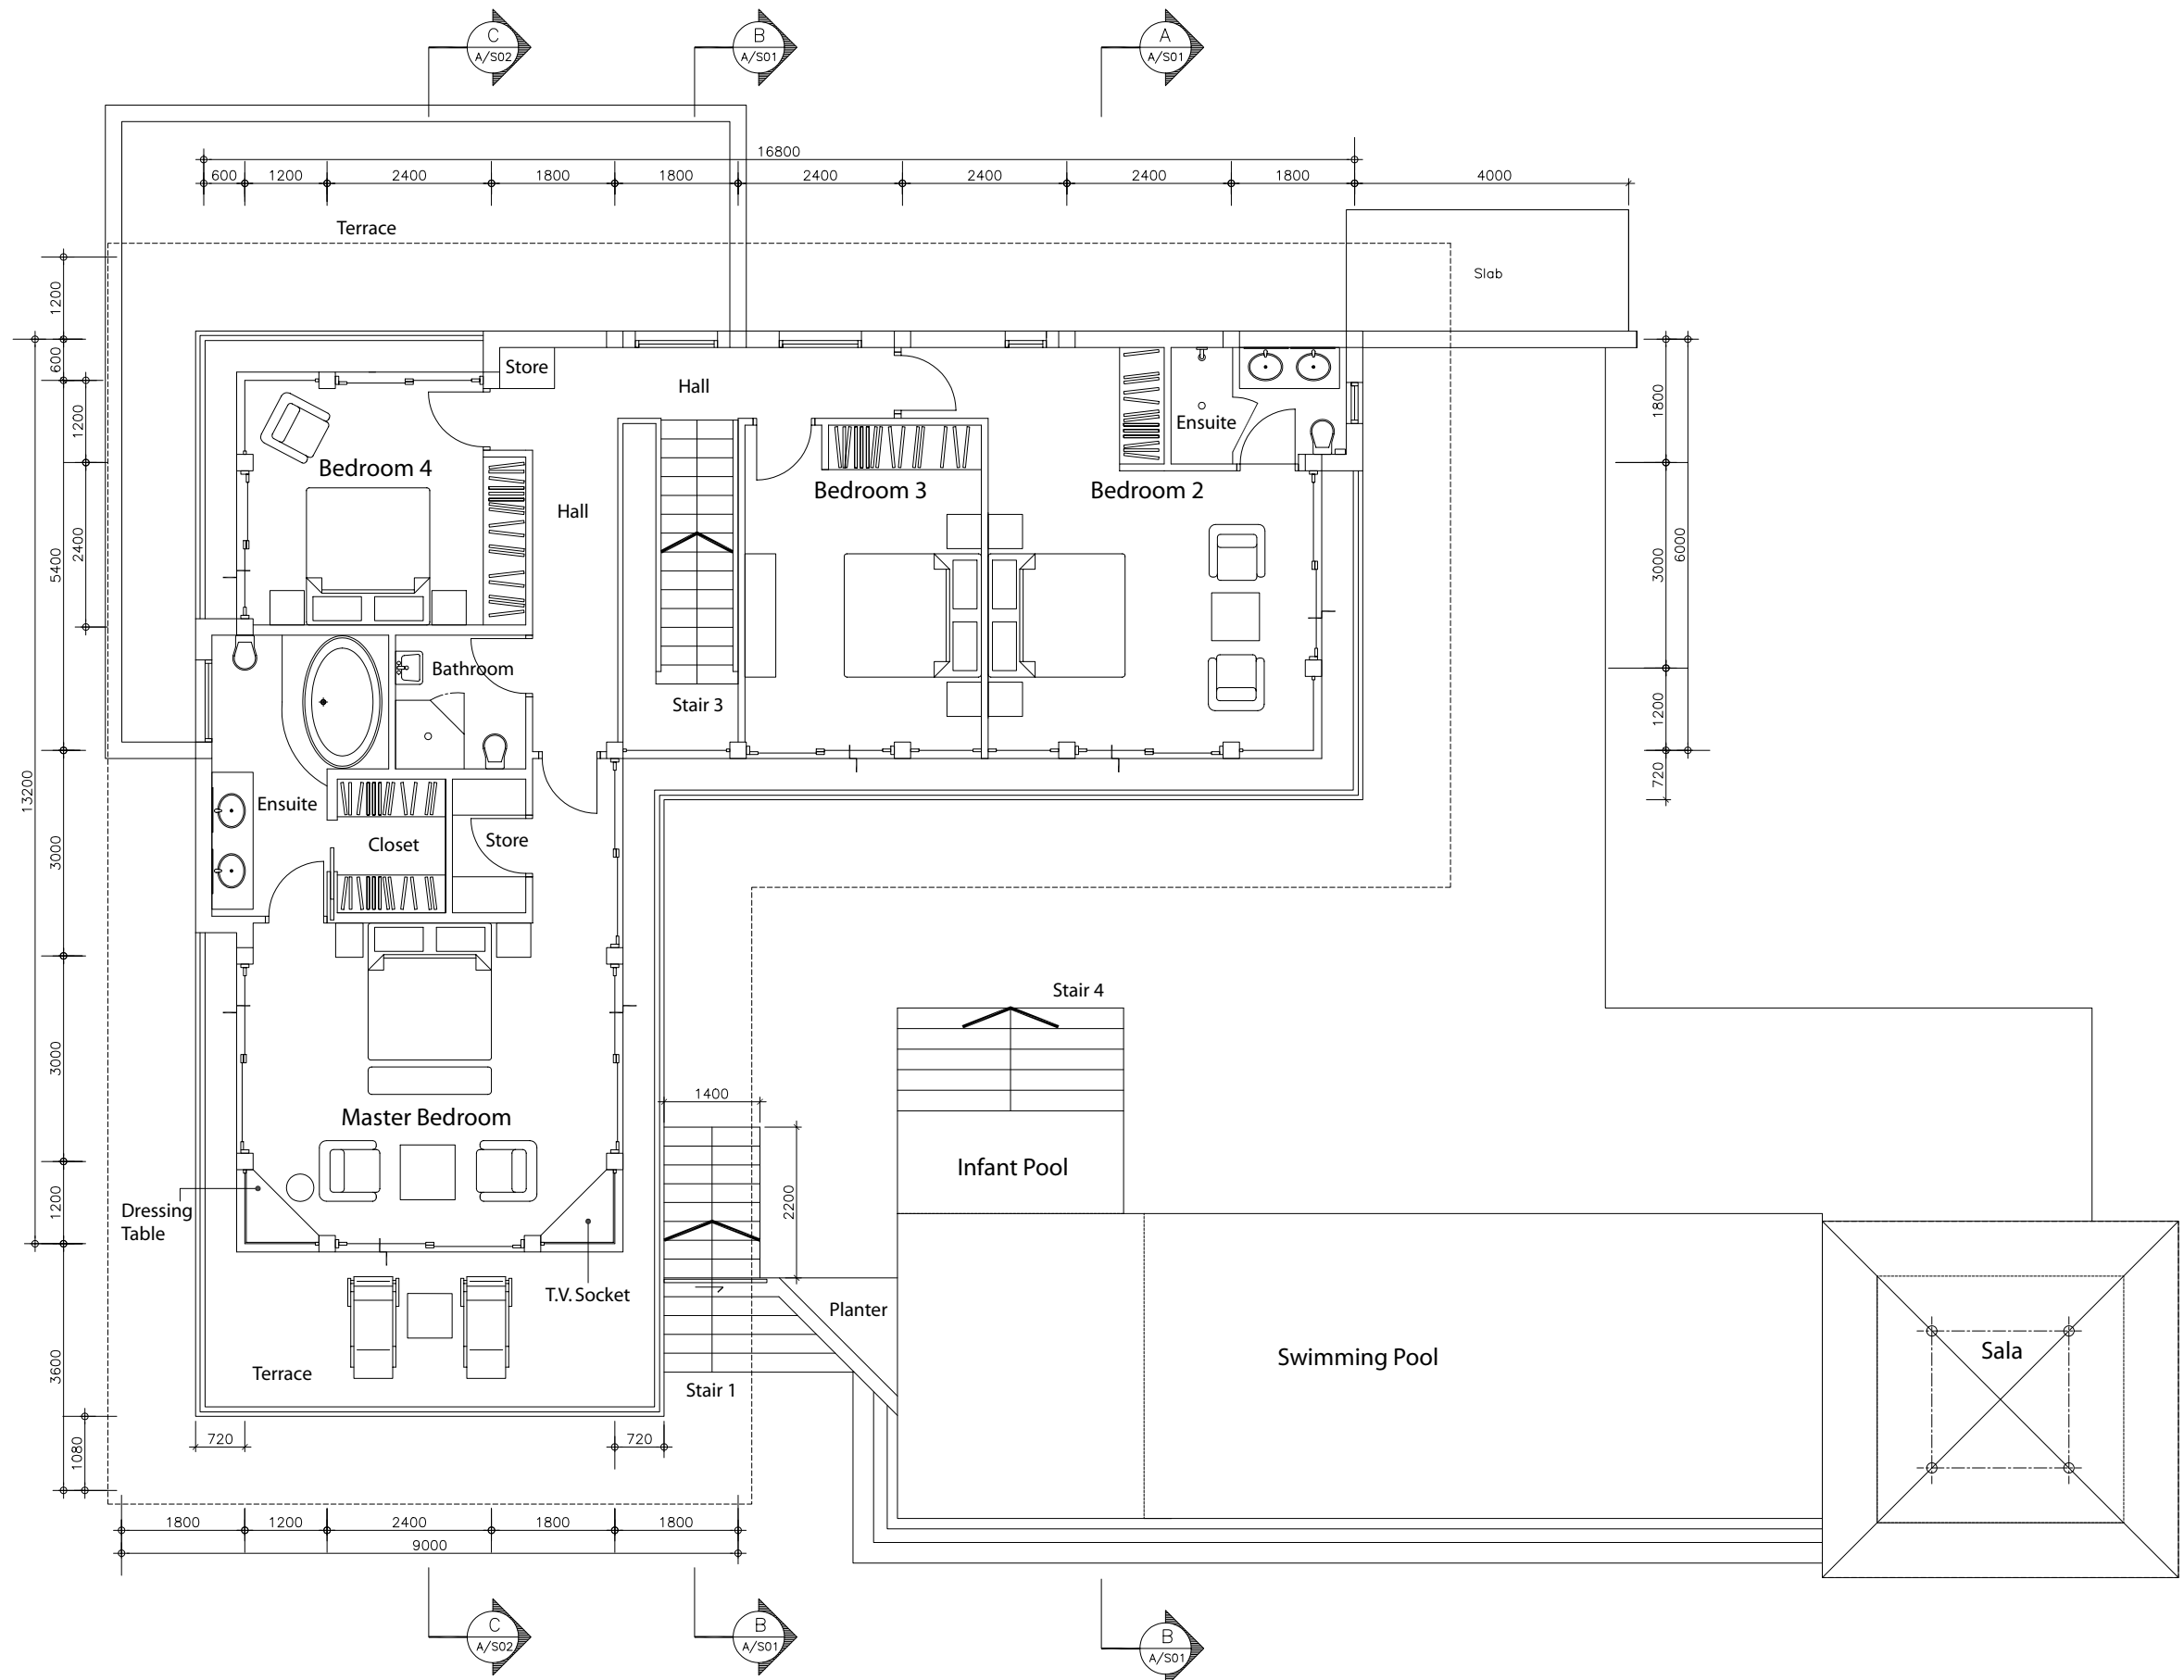 C
A/S02
B
A/S01
A
A/S01
16800
600
1200
2400
1800
1800
2400
2400
2400
1800
4000
Terrace
Slab
1200
600
13200
1200
2400
5400
3000
3000
1200
3600
1080
Store
Hall
Ensuite
Bedroom 4
Bedroom 3
Bedroom 2
Hall
1800
3000
6000
1200
720
Bathroom
Stair 3
Ensuite
Closet
Store
Stair 4
Master Bedroom
1400
2200
Infant Pool
Dressing
Table
T.V. Socket
Planter
Terrace
Stair 1
Swimming Pool
Sala
720
720
1800
1200
2400
1800
1800
9000
C
A/S02
B
A/S01
B
A/S01